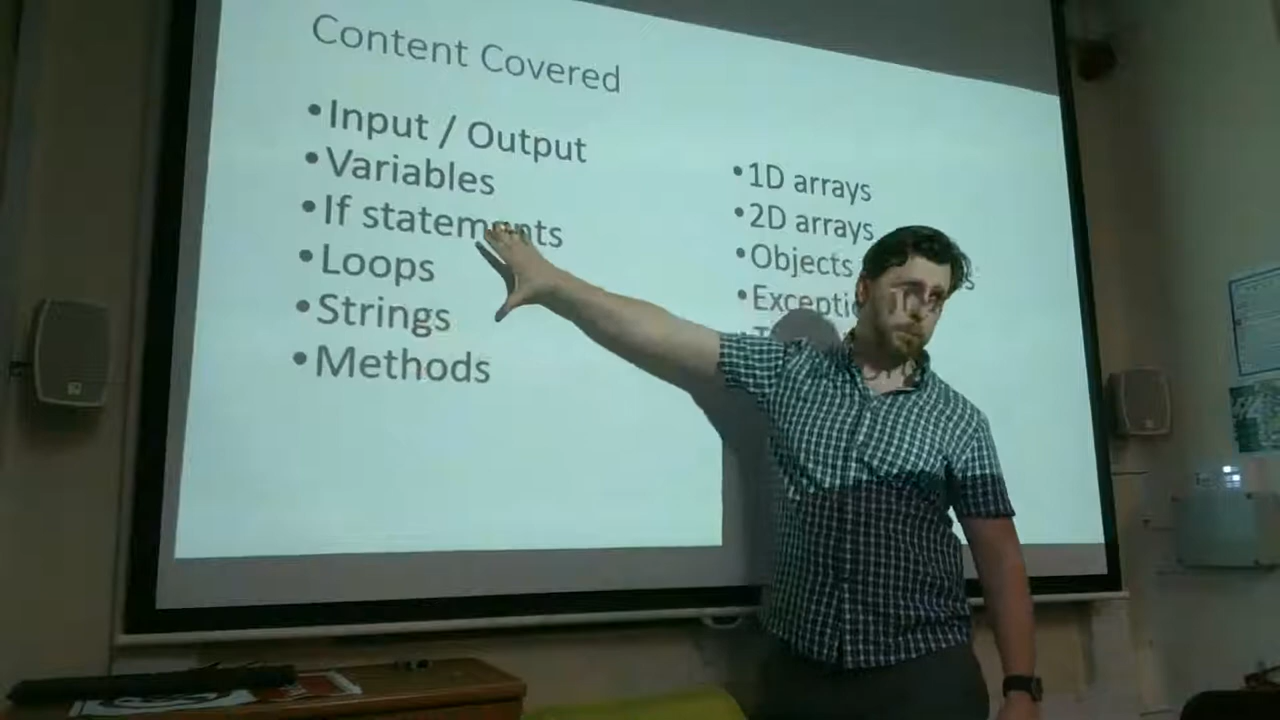 Content Covered
•Input / Output
•Variables
•If statements
•Loops
•Strings
•Methods
•1D arrays
•2D arrays
•Objects